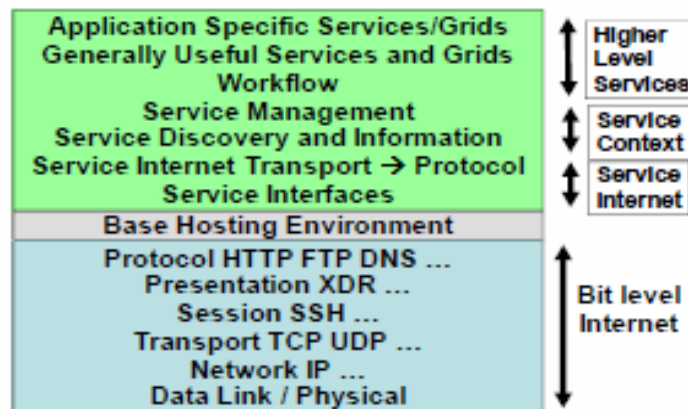 Application Specific Services/Grids
Generally Useful Services and Grids
Workflow
Service Management
Service Discovery and Information
Service Internet Transport → Protocol
Service Interfaces
Base Hosting Environment
Protocol HTTP FTP DNS ...
Presentation XDR ...
Session SSH ...
Transport TCP UDP ...
Network IP ...
Data Link / Physical
Higher
Level
Services
Service
Context
Service
Internet
Bit level
Internet